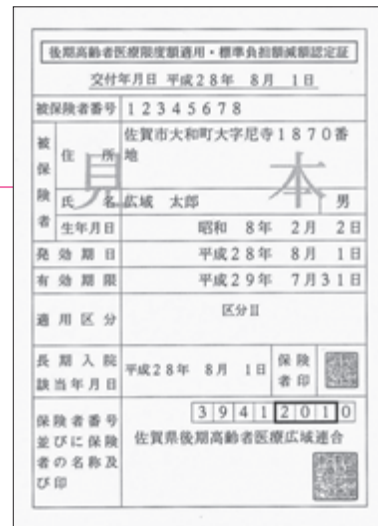 後期高齢者医療限度額適用・標準負担額減額認定証
交付年月日 平成28年 8月 1日
被保険者番号 12345678
被保険者
住所 佐賀市大和町大字尼寺1870番
地
見本
氏名 広域 太郎 男
生年月日 昭和 8年 2月 2日
発効期日 平成28年 8月 1日
有効期限 平成29年 7月31日
適用区分 区分Ⅱ
長期入院
該当年月日
平成28年 8月 1日
保険
者印
保険者番号
並びに保険
者の名称及
び印
39412010
佐賀県後期高齢者医療広域連合